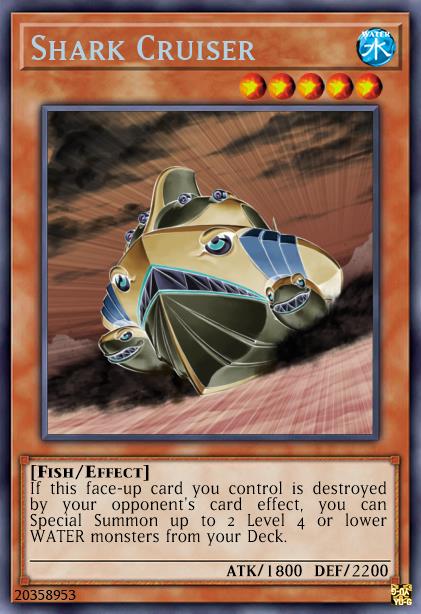 SHARK CRUISER
WATER
水
[FISH/EFFECT]
If this face-up card you control is destroyed
by your opponent's card effect, you can
Special Summon up to 2 Level 4 or lower
WATER monsters from your Deck.
ATK/1800 DEF/2200
20358953